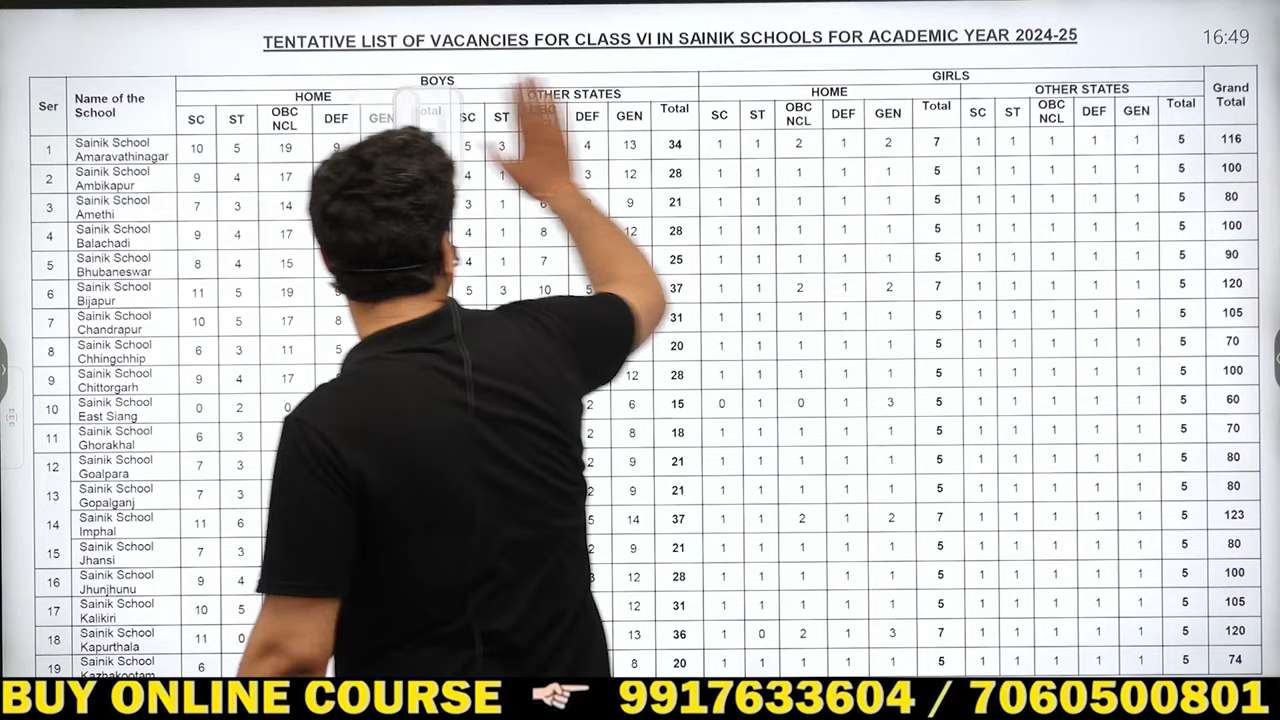 TENTATIVE LIST OF VACANCIES FOR CLASS VI IN SAINIK SCHOOLS FOR ACADEMIC YEAR 2024-25
16:49
Ser Name of the School BOYS GIRLS Grand Total
HOME OTHER STATES HOME OTHER STATES
SC ST OBC NCL DEF GEN Total SC ST DEF GEN Total SC ST OBC NCL DEF GEN Total SC ST OBC NCL DEF GEN Total
1 Sainik School Amaravathinagar 10 5 19 9 5 3 4 13 34 1 1 2 1 2 7 1 1 1 1 1 5 116
2 Sainik School Ambikapur 9 4 17 4 1 3 12 28 1 1 1 1 1 5 1 1 1 1 1 5 100
3 Sainik School Amethi 7 3 14 3 1 6 9 21 1 1 1 1 1 5 1 1 1 1 1 5 80
4 Sainik School Balachadi 9 4 17 4 1 8 12 28 1 1 1 1 1 5 1 1 1 1 1 5 100
5 Sainik School Bhubaneswar 8 4 15 4 1 7 25 1 1 1 1 1 5 1 1 1 1 1 5 90
6 Sainik School Bijapur 11 5 19 5 3 10 5 37 1 1 2 1 2 7 1 1 1 1 1 5 120
7 Sainik School Chandrapur 10 5 17 8 31 1 1 1 1 1 5 1 1 1 1 1 5 105
8 Sainik School Chhingchhip 6 3 11 5 20 1 1 1 1 1 5 1 1 1 1 1 5 70
9 Sainik School Chittorgarh 9 4 17 12 28 1 1 1 1 1 5 1 1 1 1 1 5 100
10 Sainik School East Siang 0 2 0 2 6 15 0 1 0 1 3 5 1 1 1 1 1 5 60
11 Sainik School Ghorakhal 6 3 2 8 18 1 1 1 1 1 5 1 1 1 1 1 5 70
12 Sainik School Goalpara 7 3 2 9 21 1 1 1 1 1 5 1 1 1 1 1 5 80
13 Sainik School Gopalganj 7 3 2 9 21 1 1 1 1 1 5 1 1 1 1 1 5 80
14 Sainik School Imphal 11 6 5 14 37 1 1 2 1 2 7 1 1 1 1 1 5 123
15 Sainik School Jhansi 7 3 2 9 21 1 1 1 1 1 5 1 1 1 1 1 5 80
16 Sainik School Jhunjhunu 9 4 3 12 28 1 1 1 1 1 5 1 1 1 1 1 5 100
17 Sainik School Kalikiri 10 5 12 31 1 1 1 1 1 5 1 1 1 1 1 5 105
18 Sainik School Kapurthala 11 0 13 36 1 0 2 1 3 7 1 1 1 1 1 5 120
19 Sainik School Kazhakootam 6 8 20 1 1 1 1 1 5 1 1 1 1 1 5 74
BUY ONLINE COURSE 9917633604 / 7060500801